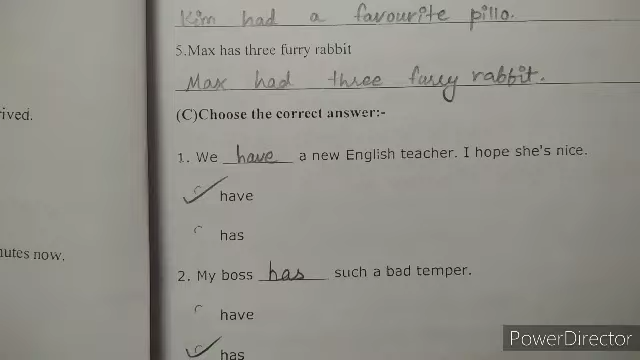 Kim had a favourite pillo.
5.Max has three furry rabbit
Max had three furry rabbit.
ived.
(C)Choose the correct answer:-
1. We have a new English teacher. I hope she's nice.
have
has
nutes now.
2. My boss has such a bad temper.
have
has
PowerDirector